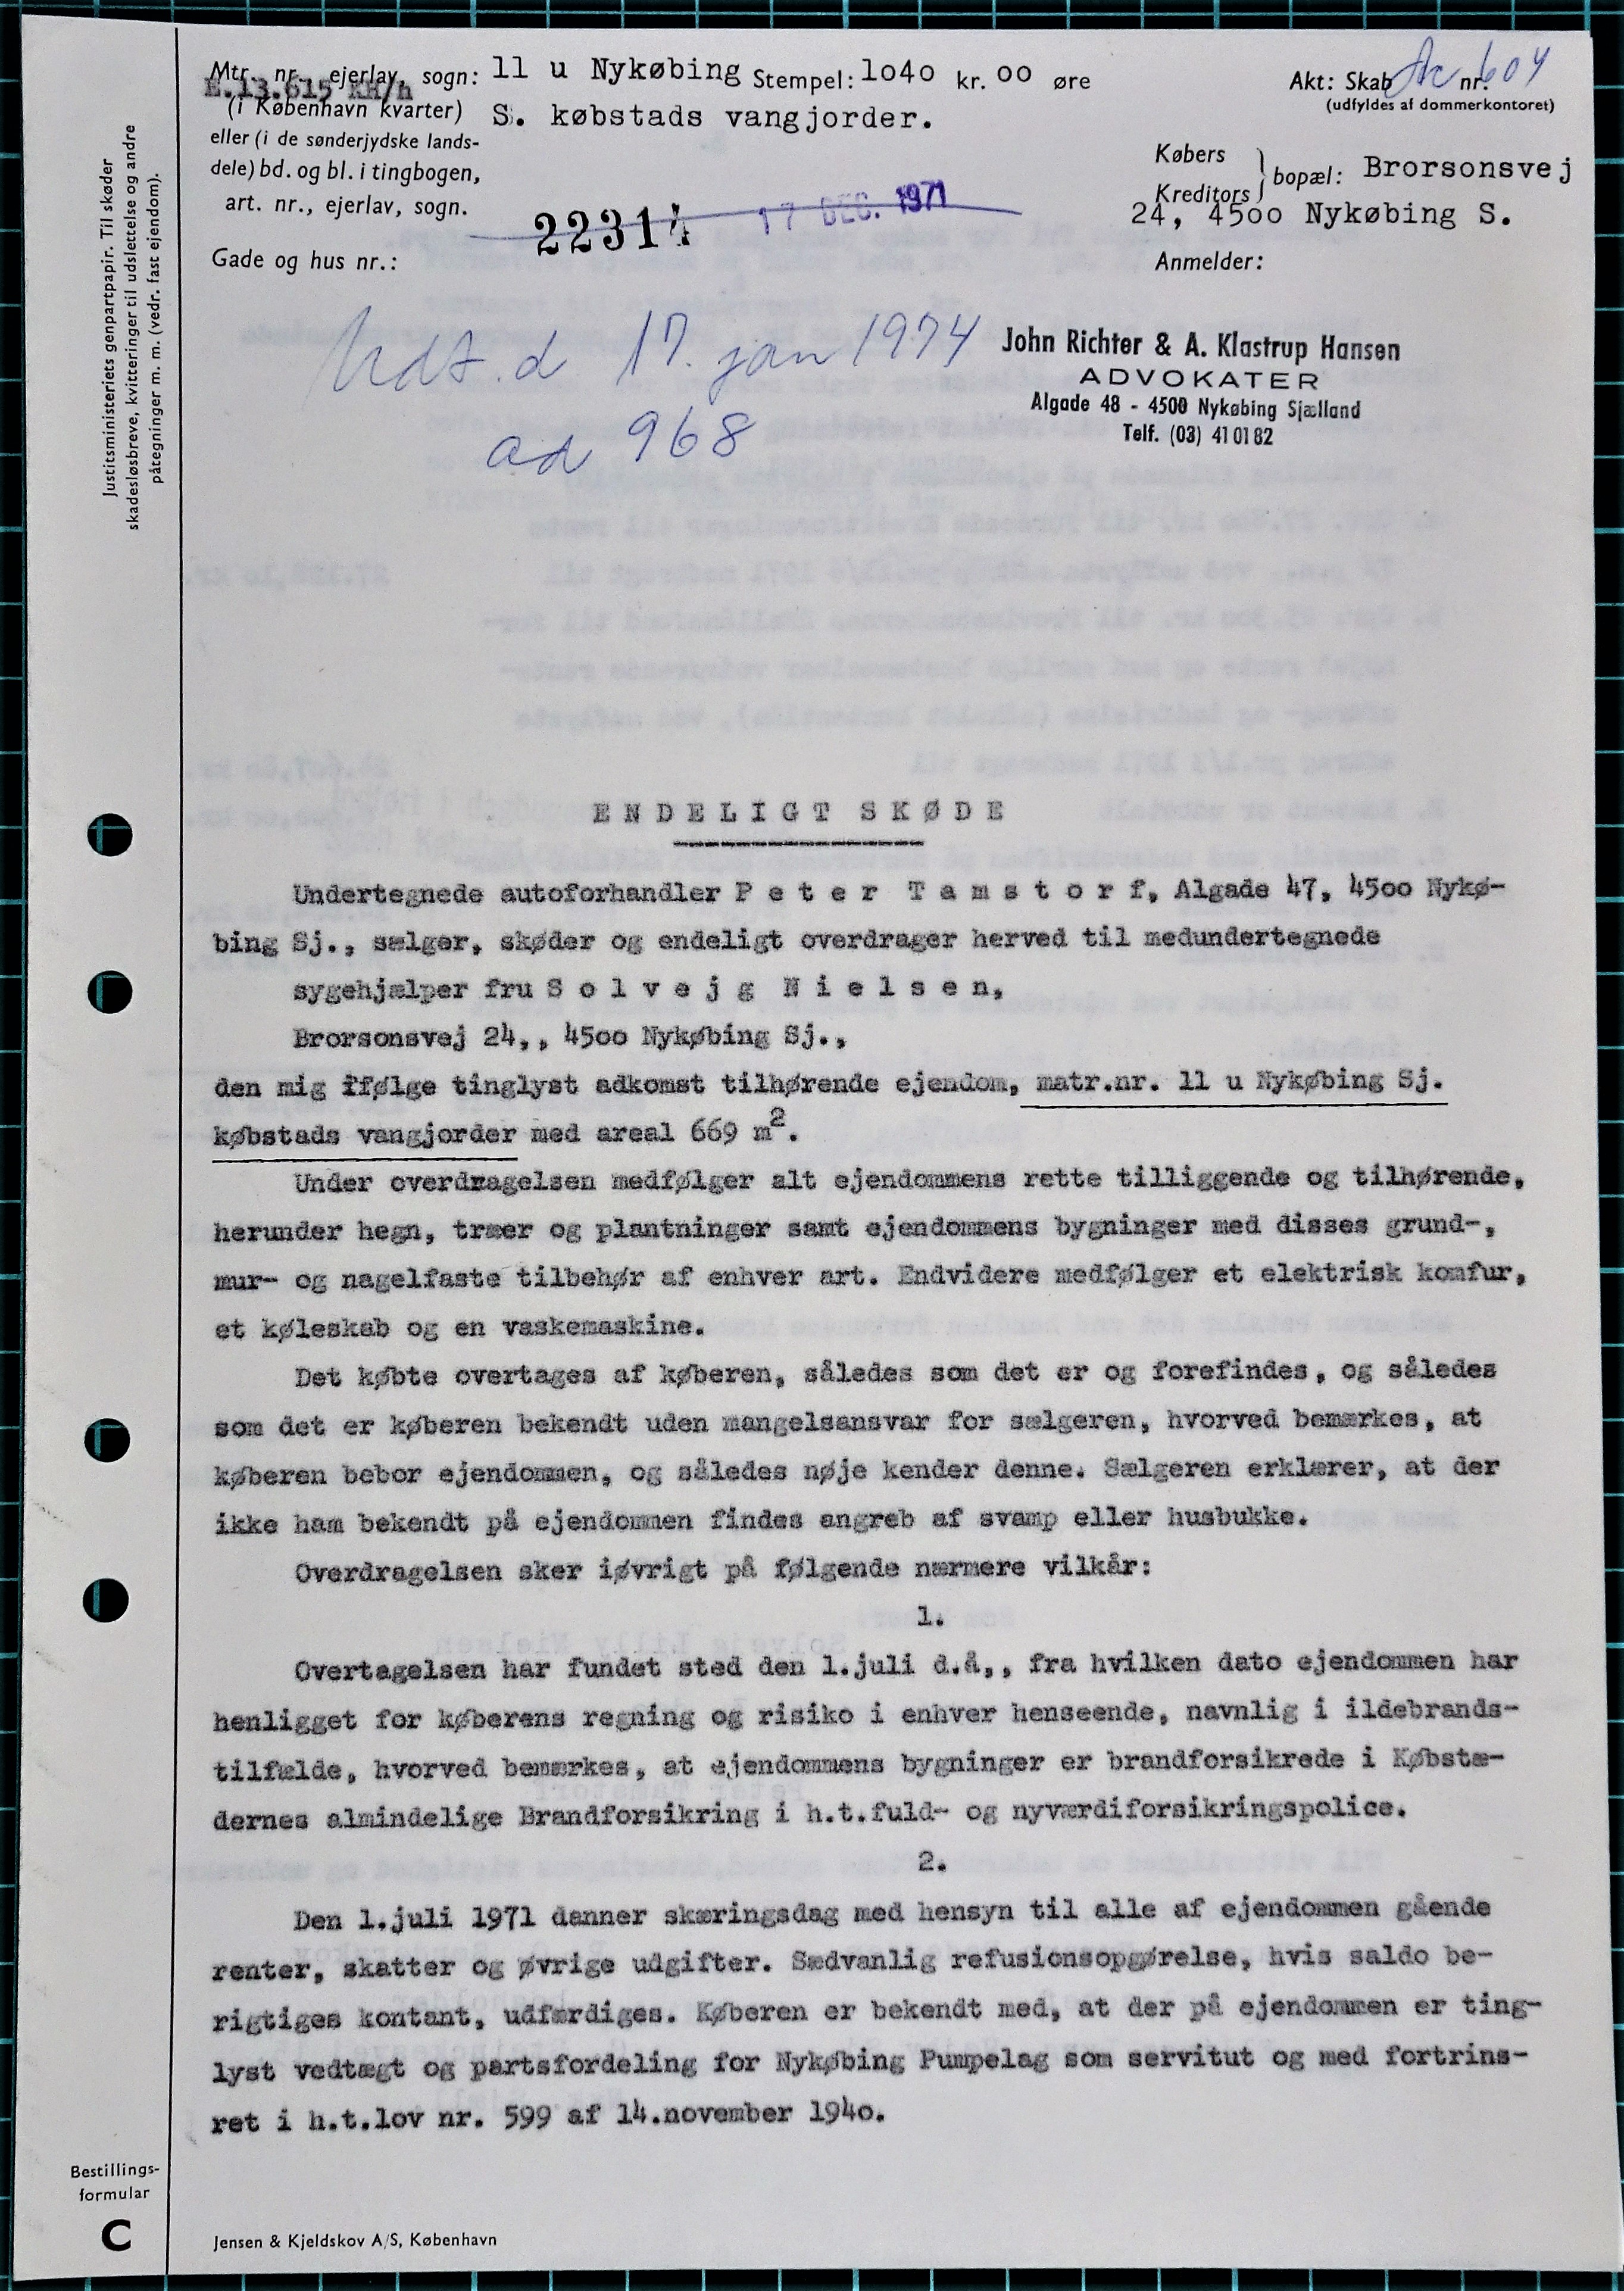 Justitsministeriets genpartpapir. Til skøder
skadesløsbreve, kvitteringer til udslettelse og andre
påtegninger m. m. (vedr. fast ejendom).
Mtr. nr., ejerlav, sogn: 11 u Nykøbing Stempel: 1o4o kr. oo øre
E.13.615 KH/h
(i København kvarter) S. købstads vangjorder.
eller (i de sønderjydske lands-
dele) bd. og bl. i tingbogen,
art. nr., ejerlav, sogn.
Gade og hus nr.:
22314 17 DEC. 1971
Akt: Skab nr. 604
(udfyldes af dommerkontoret)
Købers
Kreditors } bopæl: Brorsonsvej
24, 45oo Nykøbing S.
Anmelder:
Udst. d 17. jan 1974
ad 968
John Richter & A. Klastrup Hansen
ADVOKATER
Algade 48 - 4500 Nykøbing Sjælland
Telf. (03) 41 01 82
ENDELIGT SKØDE
Undertegnede autoforhandler P e t e r T a m s t o r f, Algade 47, 45oo Nykø-
bing Sj., sælger, skøder og endeligt overdrager herved til medundertegnede
sygehjælper fru S o l v e j g N i e l s e n,
Brorsonsvej 24,, 45oo Nykøbing Sj.,
den mig ifølge tinglyst adkomst tilhørende ejendom, matr.nr. 11 u Nykøbing Sj.
købstads vangjorder med areal 669 m2.
Under overdragelsen medfølger alt ejendommens rette tilliggende og tilhørende,
herunder hegn, træer og plantninger samt ejendommens bygninger med disses grund-,
mur- og nagelfaste tilbehør af enhver art. Endvidere medfølger et elektrisk komfur,
et køleskab og en vaskemaskine.
Det købte overtages af køberen, således som det er og forefindes, og således
som det er køberen bekendt uden mangelsansvar for sælgeren, hvorved bemærkes, at
køberen bebor ejendommen, og således nøje kender denne. Sælgeren erklærer, at der
ikke ham bekendt på ejendommen findes angreb af svamp eller husbukke.
Overdragelsen sker iøvrigt på følgende nærmere vilkår:
1.
Overtagelsen har fundet sted den 1.juli d.å,, fra hvilken dato ejendommen har
henligget for køberens regning og risiko i enhver henseende, navnlig i ildebrands-
tilfælde, hvorved bemærkes, at ejendommens bygninger er brandforsikrede i Købstæ-
dernes almindelige Brandforsikring i h.t.fuld- og nyværdiforsikringspolice.
2.
Den 1.juli 1971 danner skæringsdag med hensyn til alle af ejendommen gående
renter, skatter og øvrige udgifter. Sædvanlig refusionsopgørelse, hvis saldo be-
rigtiges kontant, udfærdiges. Køberen er bekendt med, at der på ejendommen er ting-
lyst vedtægt og partsfordeling for Nykøbing Pumpelag som servitut og med fortrins-
ret i h.t.lov nr. 599 af 14.november 194o.
Bestillings-
formular
C
Jensen & Kjeldskov A/S, København